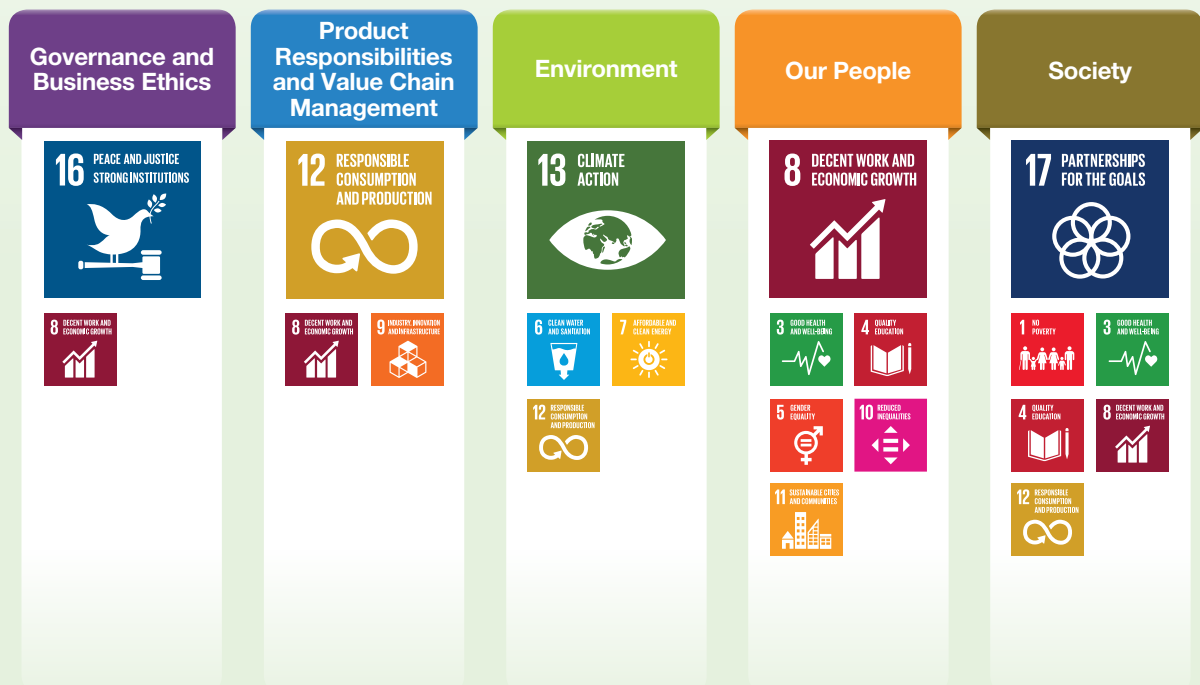 Governance and
Business Ethics
Product
Responsibilities
and Value Chain
Management
Environment
Our People
Society
16 PEACE AND JUSTICE
STRONG INSTITUTIONS
8 DECENT WORK AND
ECONOMIC GROWTH
12 RESPONSIBLE
CONSUMPTION
AND PRODUCTION
8 DECENT WORK AND
ECONOMIC GROWTH
9 INDUSTRY, INNOVATION
AND INFRASTRUCTURE
13 CLIMATE
ACTION
6 CLEAN WATER
AND SANITATION
7 AFFORDABLE AND
CLEAN ENERGY
12 RESPONSIBLE
CONSUMPTION
AND PRODUCTION
8 DECENT WORK AND
ECONOMIC GROWTH
3 GOOD HEALTH
AND WELL-BEING
4 QUALITY
EDUCATION
5 GENDER
EQUALITY
10 REDUCED
INEQUALITIES
11 SUSTAINABLE CITIES
AND COMMUNITIES
17 PARTNERSHIPS
FOR THE GOALS
1 NO
POVERTY
3 GOOD HEALTH
AND WELL-BEING
4 QUALITY
EDUCATION
8 DECENT WORK AND
ECONOMIC GROWTH
12 RESPONSIBLE
CONSUMPTION
AND PRODUCTION